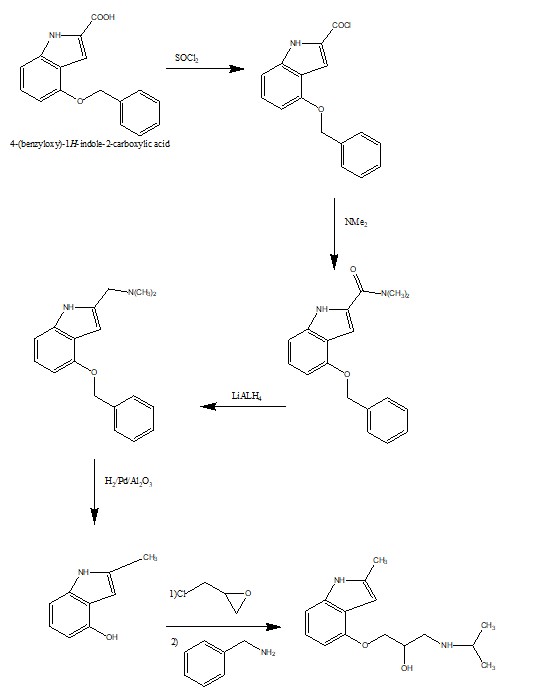 COOH
NH
O
4-(benzyloxy)-1H-indole-2-carboxylic acid
SOCl2
COCl
NH
O
NMe2
O
N(CH3)2
NH
O
LiALH4
N(CH3)2
NH
O
H2/Pd/Al2O3
CH3
NH
OH
1)Cl
O
2)
NH2
CH3
NH
O
OH
NH
CH3
CH3